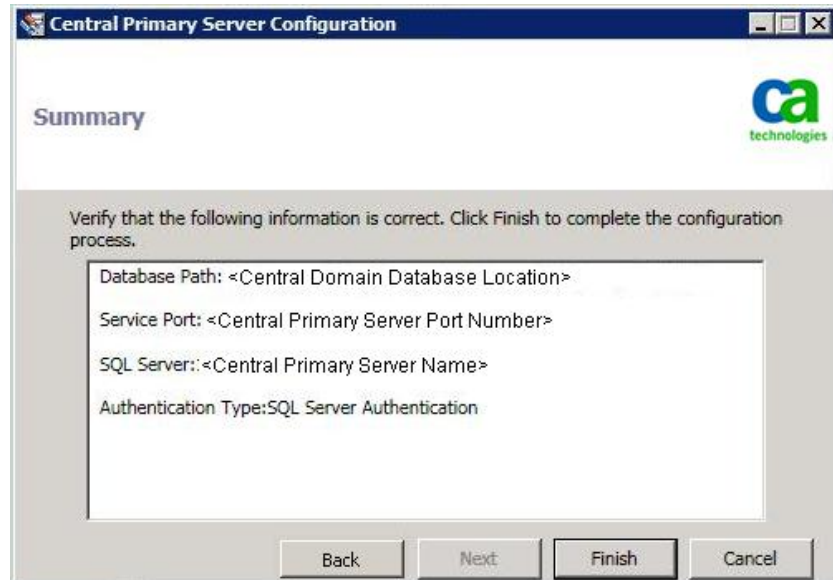 Central Primary Server Configuration
Summary
ca
technologies
Verify that the following information is correct. Click Finish to complete the configuration
process.
Database Path: <Central Domain Database Location>
Service Port: <Central Primary Server Port Number>
SQL Server::<Central Primary Server Name>
Authentication Type:SQL Server Authentication
Back
Next
Finish
Cancel